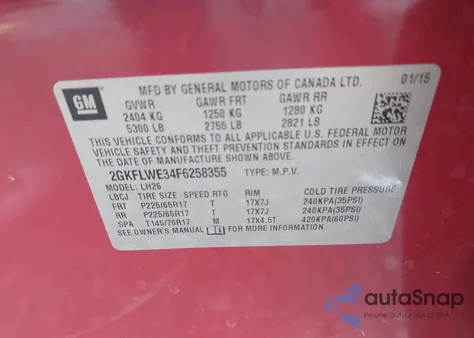 GM
MFD BY GENERAL MOTORS OF CANADA LTD. 01/15
GVWR GAWR FRT GAWR RR
2404 KG 1250 KG 1280 KG
5300 LB 2755 LB 2821 LB
THIS VEHICLE CONFORMS TO ALL APPLICABLE U.S. FEDERAL MOTOR
VEHICLE SAFETY AND THEFT PREVENTION STANDARDS IN EFFECT ON
THE DATE OF MANUFACTURE SHOWN ABOVE.
2GKFLWE34F6258355 TYPE: M.P.V.
MODEL: LH26
LBCJ TIRE SIZE SPEED RTG RIM COLD TIRE PRESSURE
FRT P225/65R17 T 17X7J 240KPA(35PSI)
RR P225/65R17 T 17X7J 240KPA(35PSI)
SPA T145/70R17 M 17X4.5T 420KPA(60PSI)
SEE OWNER'S MANUAL FOR ADDITIONAL INFORMATION.
autoSnap
Pewne auta z